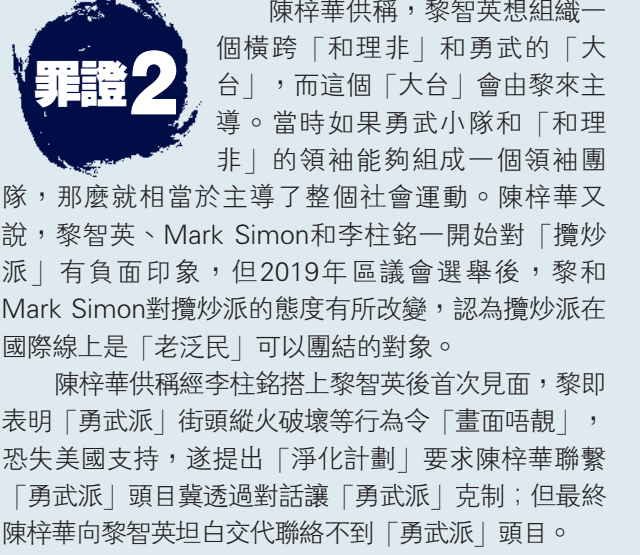 罪證2
陳梓華供稱，黎智英想組織一
個橫跨「和理非」和勇武的「大
台」，而這個「大台」會由黎來主
導。當時如果勇武小隊和「和理
非」的領袖能夠組成一個領袖團
隊，那麼就相當於主導了整個社會運動。陳梓華又
說，黎智英、Mark Simon和李柱銘一開始對「攬炒
派」有負面印象，但2019年區議會選舉後，黎和
Mark Simon對攬炒派的態度有所改變，認為攬炒派在
國際線上是「老泛民」可以團結的對象。
陳梓華供稱經李柱銘搭上黎智英後首次見面，黎即
表明「勇武派」街頭縱火破壞等行為令「畫面唔靚」，
恐失美國支持，遂提出「淨化計劃」要求陳梓華聯繫
「勇武派」頭目冀透過對話讓「勇武派」克制；但最終
陳梓華向黎智英坦白交代聯絡不到「勇武派」頭目。